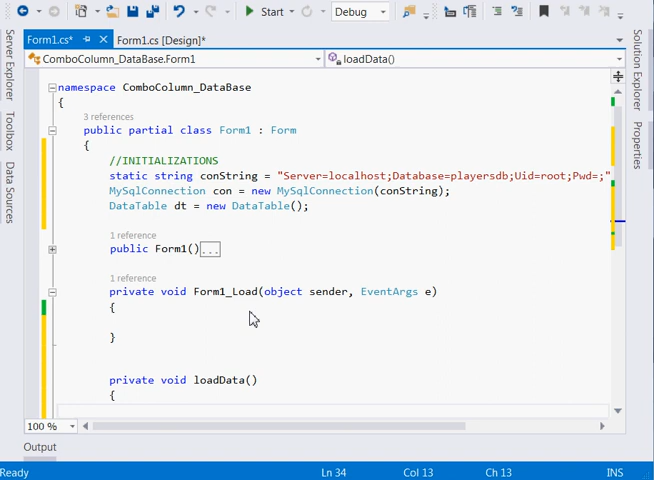 Start
Debug
Form1.cs*
Form1.cs [Design]*
ComboColumn_DataBase.Form1
loadData()
Server Explorer
Toolbox
Data Sources
Solution Explorer
Properties
namespace ComboColumn_DataBase
{
3 references
public partial class Form1 : Form
{
//INITIALIZATIONS
static string conString = "Server=localhost;Database=playersdb;Uid=root;Pwd=;"
MySqlConnection con = new MySqlConnection(conString);
DataTable dt = new DataTable();
1 reference
public Form1()...
1 reference
private void Form1_Load(object sender, EventArgs e)
{
}
private void loadData()
{
100 %
Output
Ready
Ln 34
Col 13
Ch 13
INS